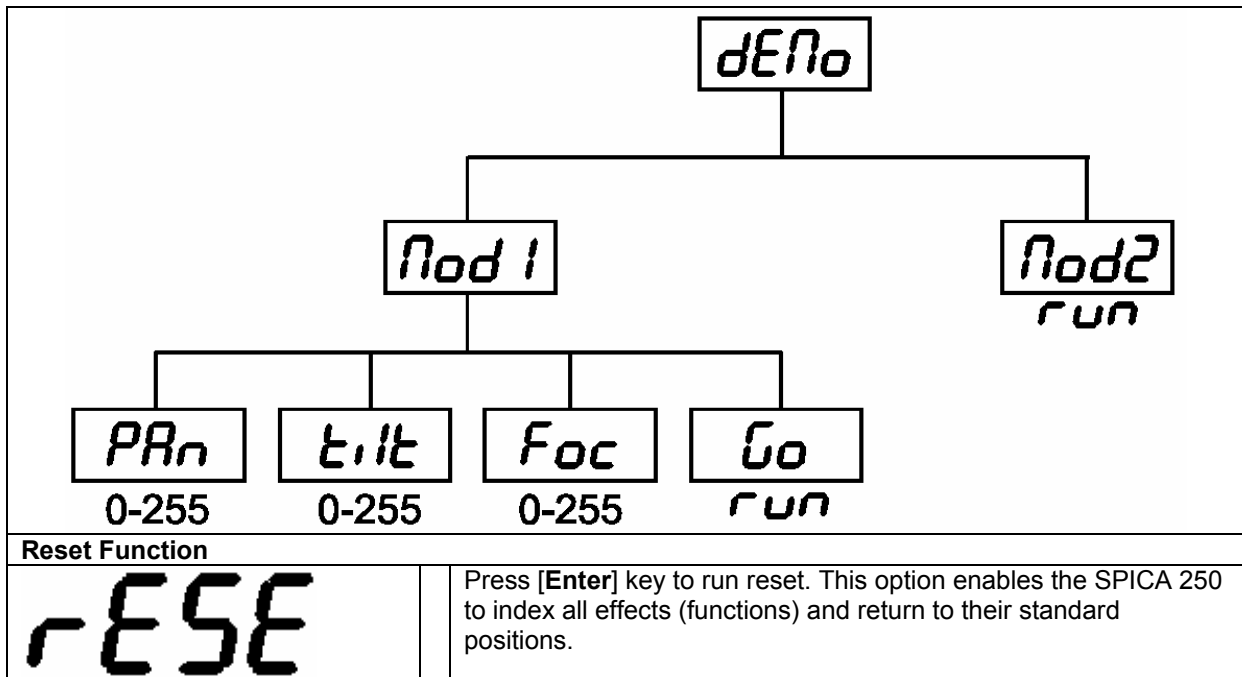 dEMo
Mod 1
Mod2
run
PAn
tilt
Foc
Go
0-255
0-255
0-255
run
Reset Function
rESE
Press [Enter] key to run reset. This option enables the SPICA 250
to index all effects (functions) and return to their standard
positions.